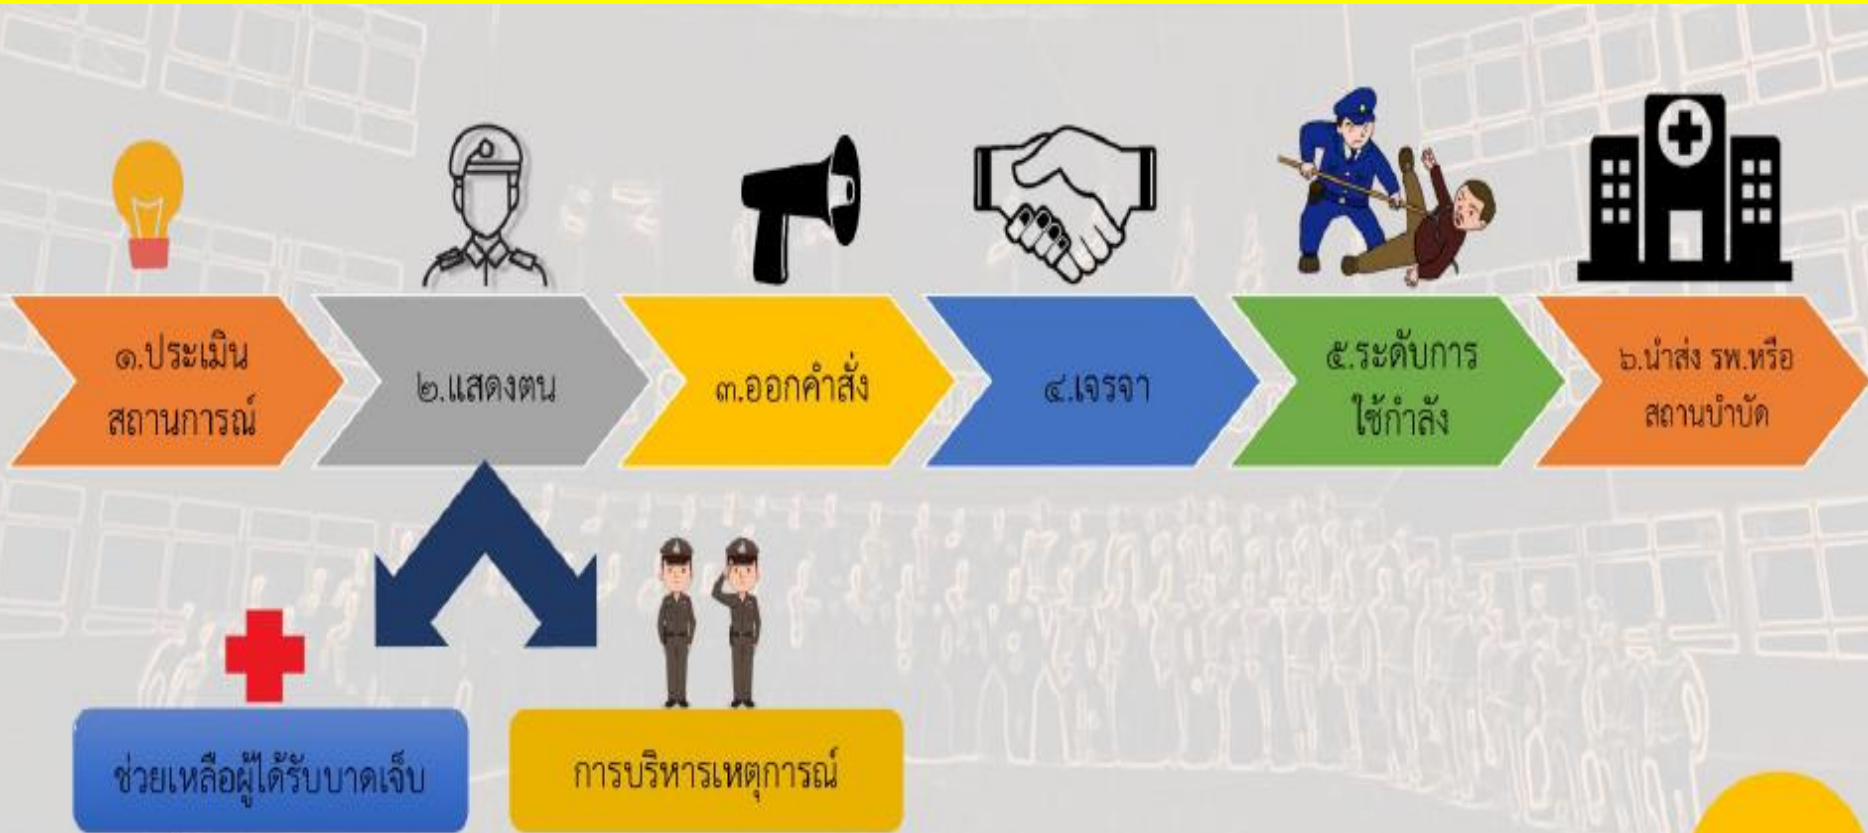 ๑.ประเมิน
สถานการณ์
๒.แสดงตน
๓.ออกคำสั่ง
๔.เจรจา
๕.ระดับการ
ใช้กำลัง
๖.นำส่ง รพ.หรือ
สถานบำบัด
ช่วยเหลือผู้ได้รับบาดเจ็บ
การบริหารเหตุการณ์